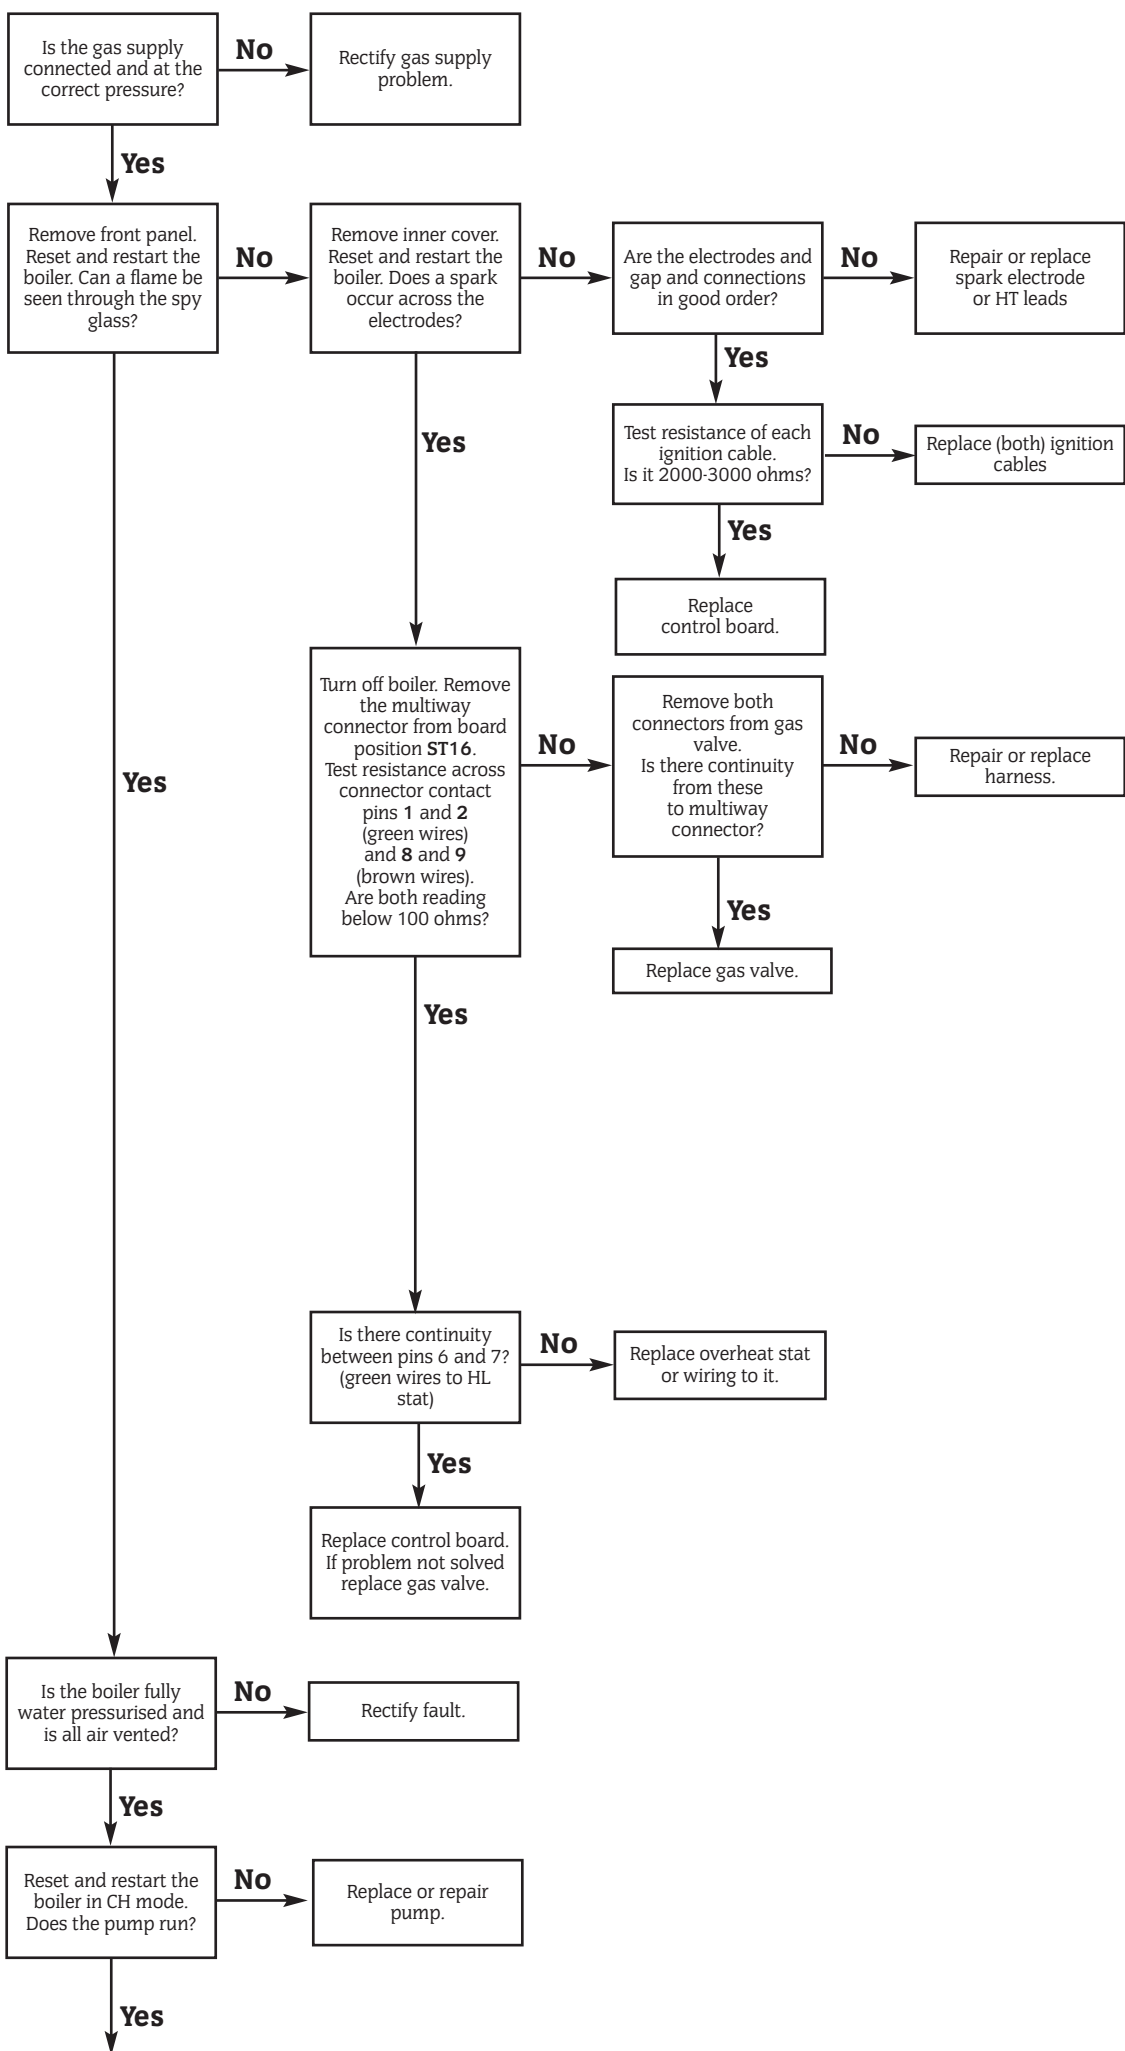 Is the gas supply
connected and at the
correct pressure?
No
Rectify gas supply
problem.
Yes
Remove front panel.
Reset and restart the
boiler. Can a flame be
seen through the spy
glass?
No
Remove inner cover.
Reset and restart the
boiler. Does a spark
occur across the
electrodes?
No
Are the electrodes and
gap and connections
in good order?
No
Repair or replace
spark electrode
or HT leads
Yes
Test resistance of each
ignition cable.
Is it 2000-3000 ohms?
No
Replace (both) ignition
cables
Yes
Replace
control board.
Yes
Turn off boiler. Remove
the multiway
connector from board
position ST16.
Test resistance across
connector contact
pins 1 and 2
(green wires)
and 8 and 9
(brown wires).
Are both reading
below 100 ohms?
No
Remove both
connectors from gas
valve.
Is there continuity
from these
to multiway
connector?
No
Repair or replace
harness.
Yes
Replace gas valve.
Yes
Yes
Is there continuity
between pins 6 and 7?
(green wires to HL
stat)
No
Replace overheat stat
or wiring to it.
Yes
Replace control board.
If problem not solved
replace gas valve.
Is the boiler fully
water pressurised and
is all air vented?
No
Rectify fault.
Yes
Reset and restart the
boiler in CH mode.
Does the pump run?
No
Replace or repair
pump.
Yes